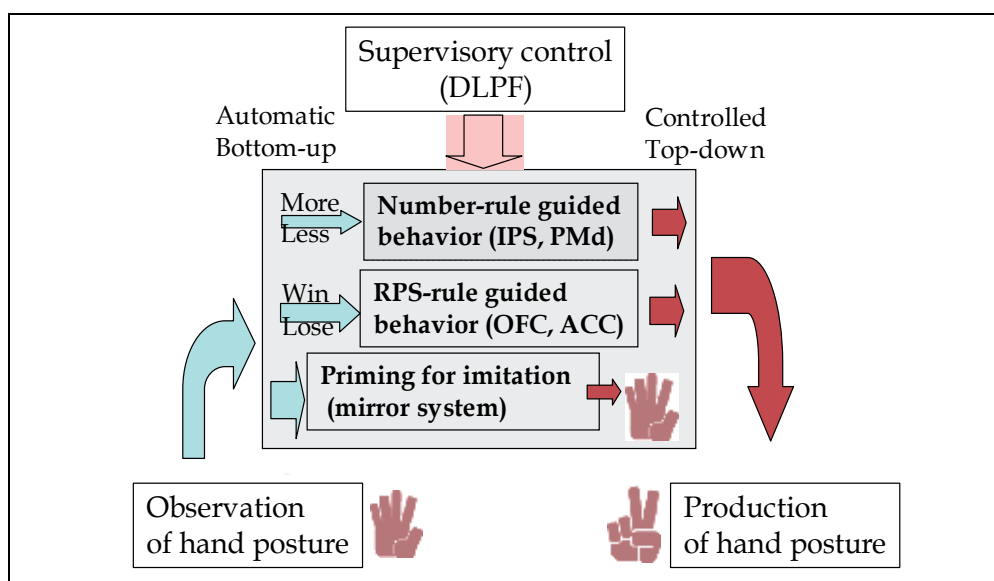 Supervisory control
(DLPF)
Automatic
Bottom-up
Controlled
Top-down
More
Less
Number-rule guided
behavior (IPS, PMd)
Win
Lose
RPS-rule guided
behavior (OFC, ACC)
Priming for imitation
(mirror system)
Observation
of hand posture
Production
of hand posture